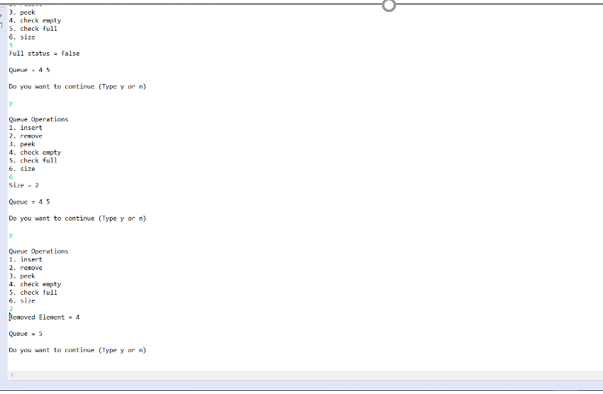 3. peek
4. check empty
5. check full
6. size
5
Full status = false
Queue = 4 5
Do you want to continue (Type y or n)
y
Queue Operations
1. insert
2. remove
3. peek
4. check empty
5. check full
6. size
6
Size = 2
Queue = 4 5
Do you want to continue (Type y or n)
y
Queue Operations
1. insert
2. remove
3. peek
4. check empty
5. check full
6. size
2
Removed Element = 4
Queue = 5
Do you want to continue (Type y or n)